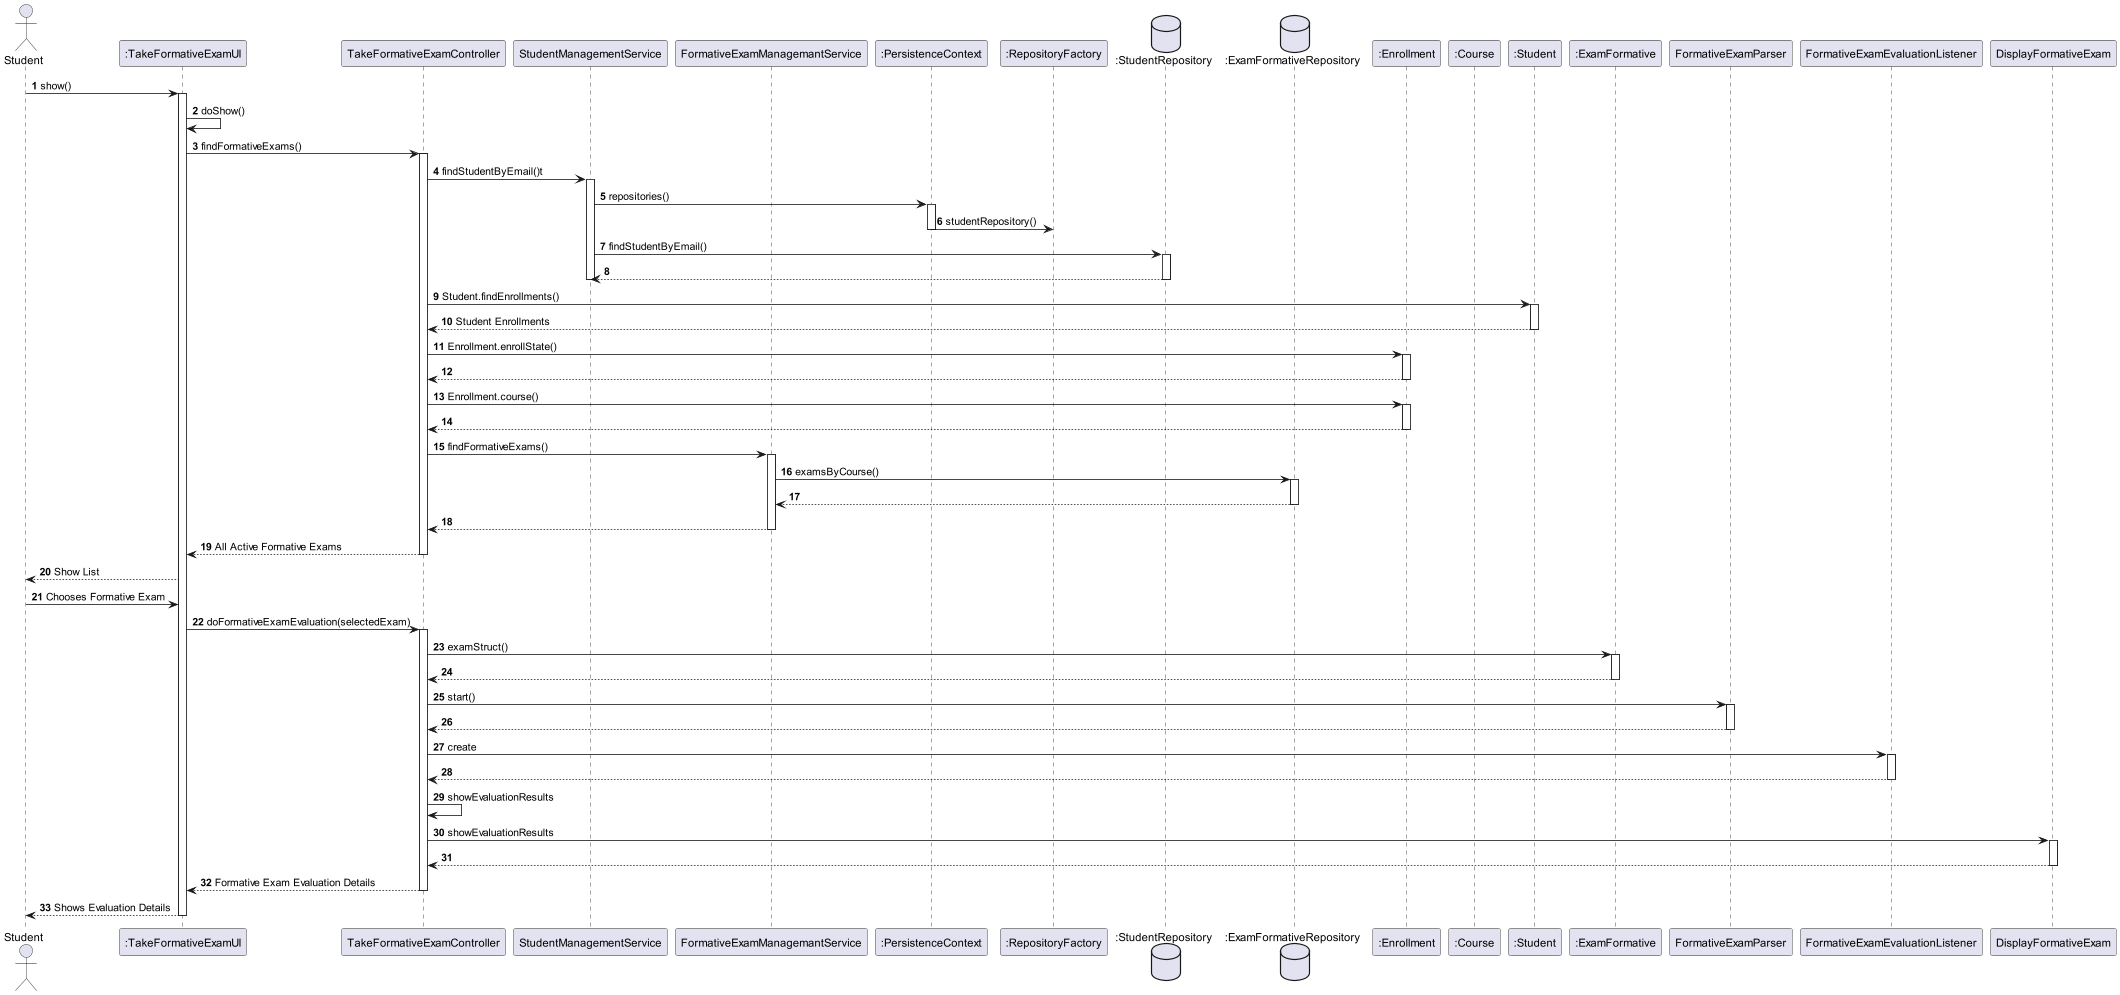 Student
:TakeFormativeExamUI
TakeFormativeExamController
StudentManagementService
FormativeExamManagemantService
:PersistenceContext
:RepositoryFactory
:StudentRepository
:ExamFormativeRepository
:Enrollment
:Course
:Student
:ExamFormative
FormativeExamParser
FormativeExamEvaluationListener
DisplayFormativeExam
1 show()
2 doShow()
3 findFormativeExams()
4 findStudentByEmail()t
5 repositories()
6 studentRepository()
7 findStudentByEmail()
8
9 Student.findEnrollments()
10 Student Enrollments
11 Enrollment.enrollState()
12
13 Enrollment.course()
14
15 findFormativeExams()
16 examsByCourse()
17
18
19 All Active Formative Exams
20 Show List
21 Chooses Formative Exam
22 doFormativeExamEvaluation(selectedExam)
23 examStruct()
24
25 start()
26
27 create
28
29 showEvaluationResults
30 showEvaluationResults
31
32 Formative Exam Evaluation Details
33 Shows Evaluation Details
Student
:TakeFormativeExamUI
TakeFormativeExamController
StudentManagementService
FormativeExamManagemantService
:PersistenceContext
:RepositoryFactory
:StudentRepository
:ExamFormativeRepository
:Enrollment
:Course
:Student
:ExamFormative
FormativeExamParser
FormativeExamEvaluationListener
DisplayFormativeExam